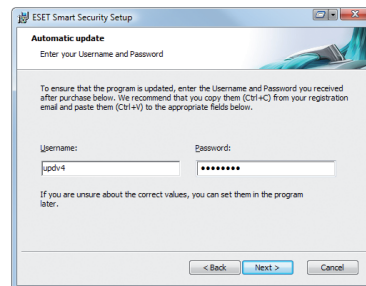 ESET Smart Security Setup
Automatic update
Enter your Username and Password
To ensure that the program is updated, enter the Username and Password you received
after purchase below. We recommend that you copy them (Ctrl+C) from your registration
email and paste them (Ctrl+V) to the appropriate fields below.
Username: Password:
updv4 ••••••••
If you are unsure about the correct values, you can set them in the program
later.
< Back Next > Cancel